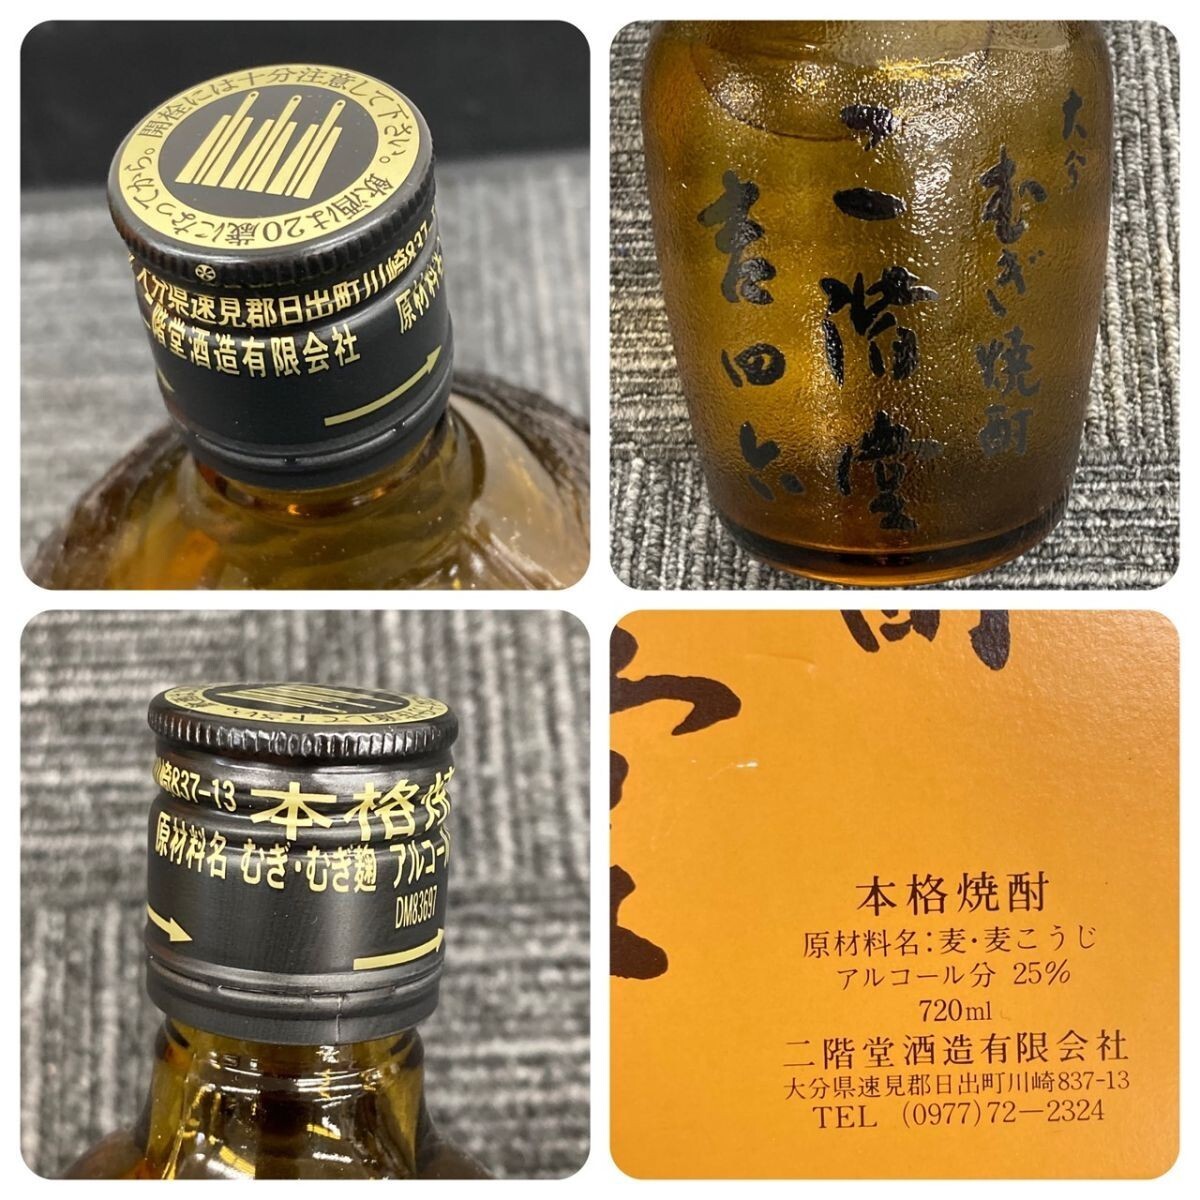 開栓には十分注意して下さい。飲酒は20歳になってから。
大分県速見郡日出町川崎
二階堂酒造有限会社
原材料
大分
むぎ焼酎
二階堂
吉四六
川崎837-13
本格焼
原材料名 むぎ・むぎ麹 アルコール
DM83697
酎
本格焼酎
原材料名:麦・麦こうじ
アルコール分 25%
720ml
二階堂酒造有限会社
大分県速見郡日出町川崎837-13
TEL (0977)72-2324